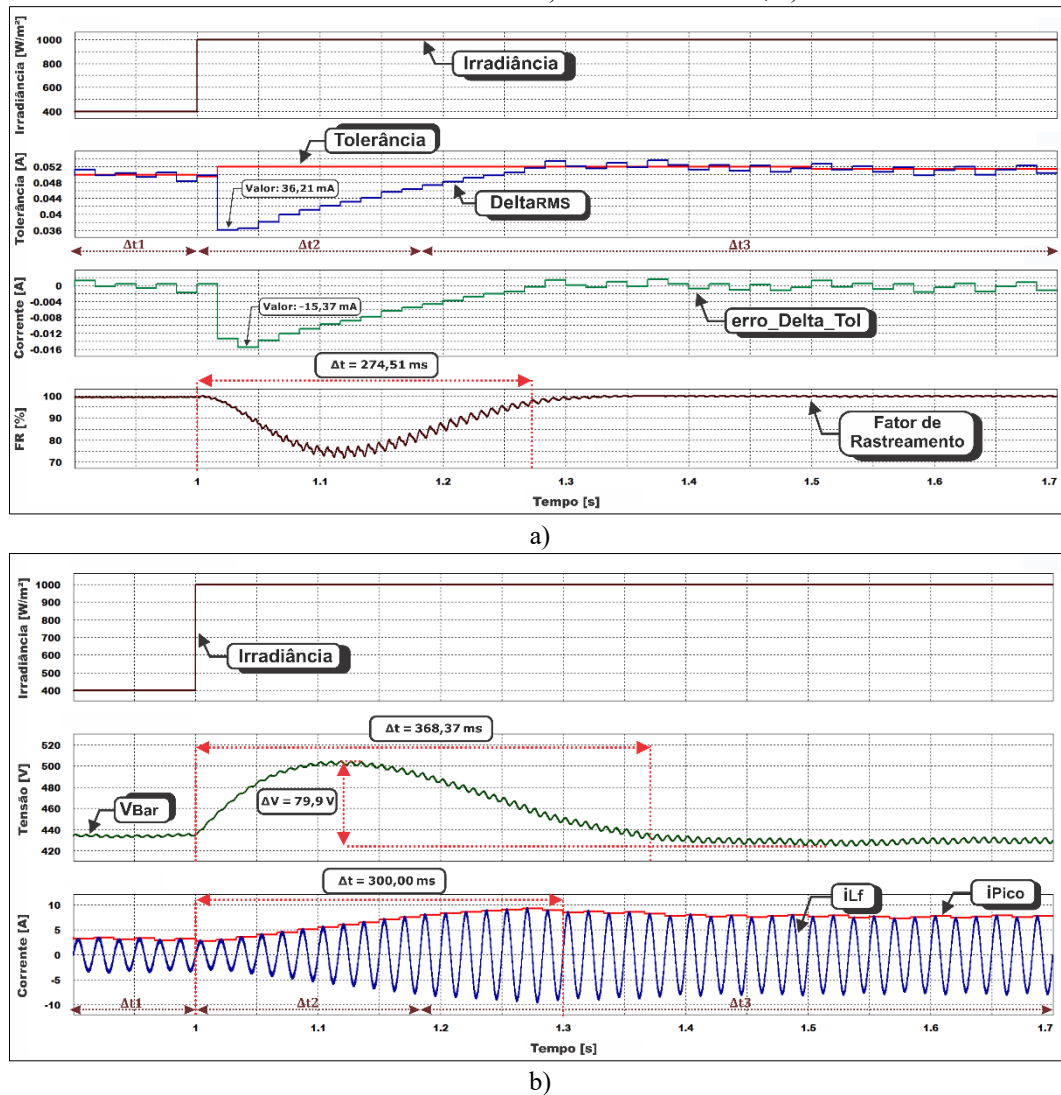 Irradiância [W/m²]
1000
800
600
400
Irradiância
Tolerância [A]
0.052
0.048
0.044
0.04
0.036
Tolerância
Valor: 36,21 mA
DeltaRMS
Δt1
Δt2
Δt3
Corrente [A]
0
-0.004
-0.008
-0.012
-0.016
Valor: -15,37 mA
erro_Delta_Tol
Δt = 274,51 ms
FR [%]
100
90
80
70
Fator de
Rastreamento
1
1.1
1.2
1.3
1.4
1.5
1.6
1.7
Tempo [s]
a)
Irradiância [W/m²]
1000
900
800
700
600
500
400
Irradiância
Δt = 368,37 ms
Tensão [V]
520
500
480
460
440
420
VBar
ΔV = 79,9 V
Δt = 300,00 ms
Corrente [A]
10
5
0
-5
-10
iLf
iPico
Δt1
Δt2
Δt3
1
1.1
1.2
1.3
1.4
1.5
1.6
1.7
Tempo [s]
b)